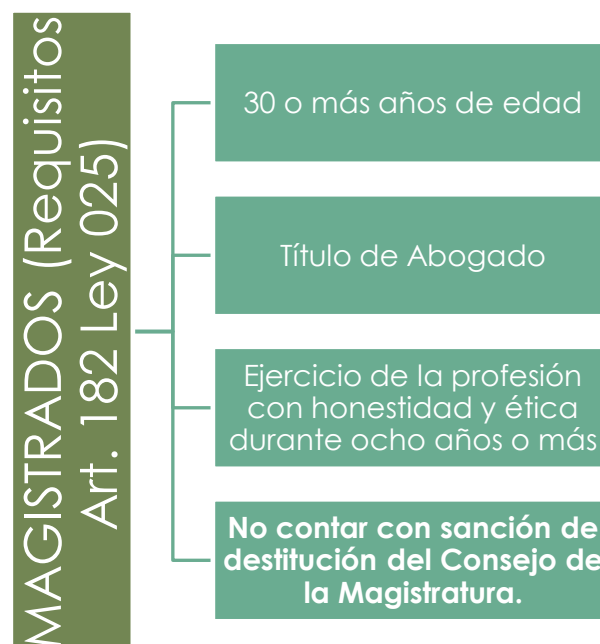 MAGISTRADOS (Requisitos
Art. 182 Ley 025)
30 o más años de edad
Título de Abogado
Ejercicio de la profesión
con honestidad y ética
durante ocho años o más
No contar con sanción de
destitución del Consejo de
la Magistratura.